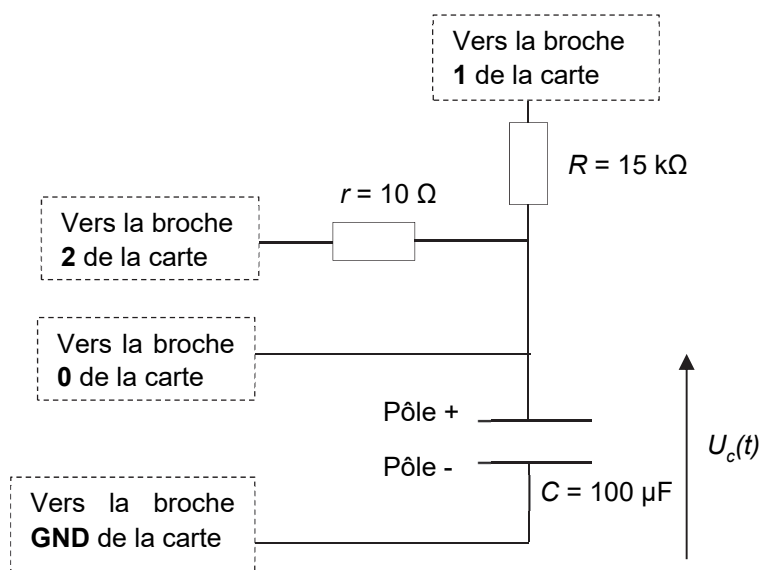 Vers la broche
1 de la carte
R = 15 kΩ
r = 10 Ω
Vers la broche
2 de la carte
Vers la broche
0 de la carte
Pôle +
Uc(t)
Pôle -
C = 100 µF
Vers la broche
GND de la carte